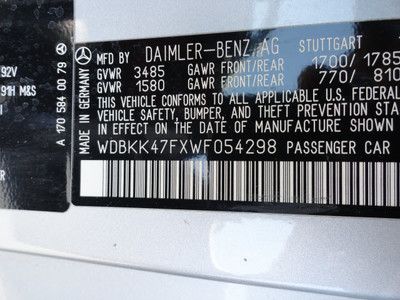 92V
91H M&S
A 170 584 00 79
MADE IN GERMANY
MFD BY DAIMLER-BENZ AG STUTTGART
GVWR 3485 GAWR FRONT/REAR 1700/1785
GVWR 1580 GAWR FRONT/REAR 770/ 810
THIS VEHICLE CONFORMS TO ALL APPLICABLE U.S. FEDERAL
VEHICLE SAFETY, BUMPER, AND THEFT PREVENTION
IN EFFECT ON THE DATE OF MANUFACTURE SHOWN
WDBKK47FXWF054298 PASSENGER CAR